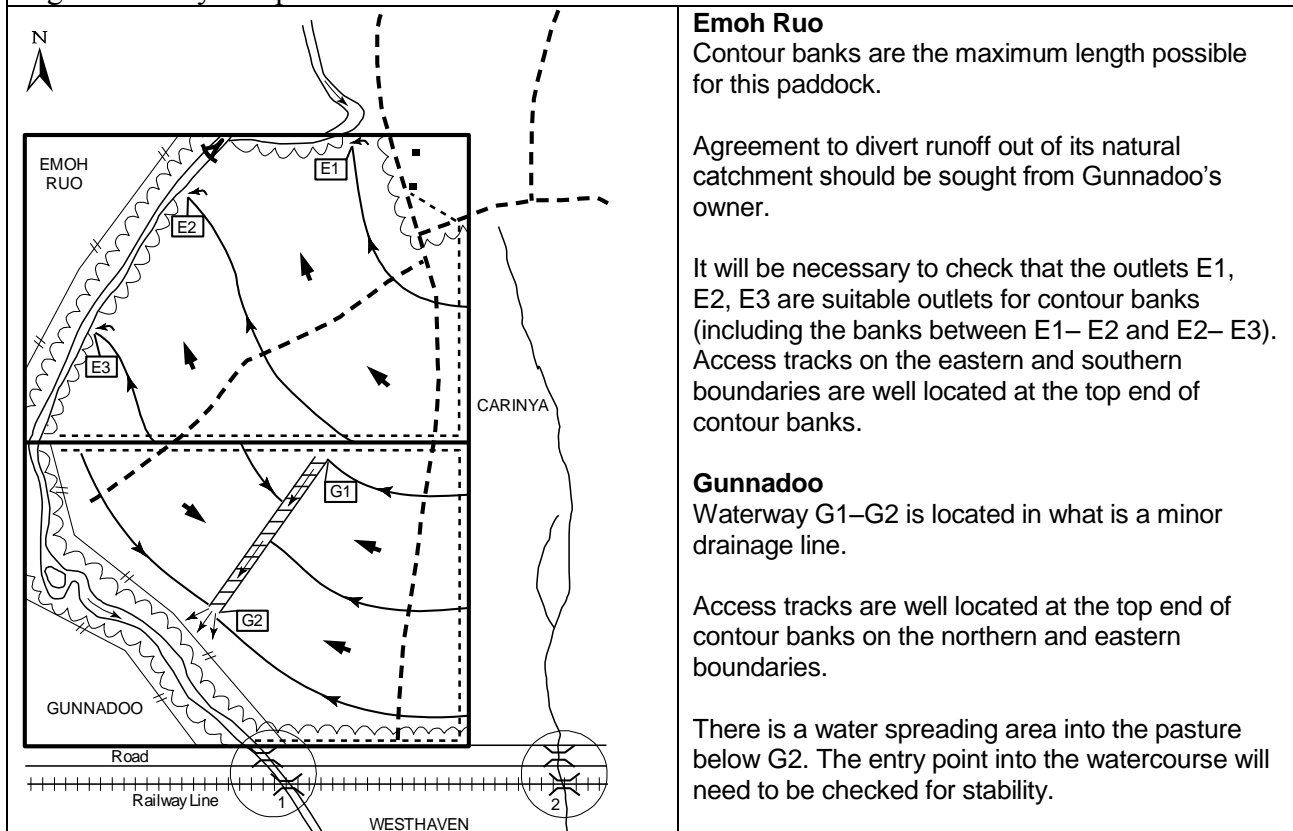 N
EMOH
RUO
E1
E2
E3
CARINYA
G1
G2
GUNNADOO
Road
Railway Line
1
2
WESTHAVEN
Emoh Ruo
Contour banks are the maximum length possible
for this paddock.
Agreement to divert runoff out of its natural
catchment should be sought from Gunnadoo's
owner.
It will be necessary to check that the outlets E1,
E2, E3 are suitable outlets for contour banks
(including the banks between E1– E2 and E2– E3).
Access tracks on the eastern and southern
boundaries are well located at the top end of
contour banks.
Gunnadoo
Waterway G1–G2 is located in what is a minor
drainage line.
Access tracks are well located at the top end of
contour banks on the northern and eastern
boundaries.
There is a water spreading area into the pasture
below G2. The entry point into the watercourse will
need to be checked for stability.